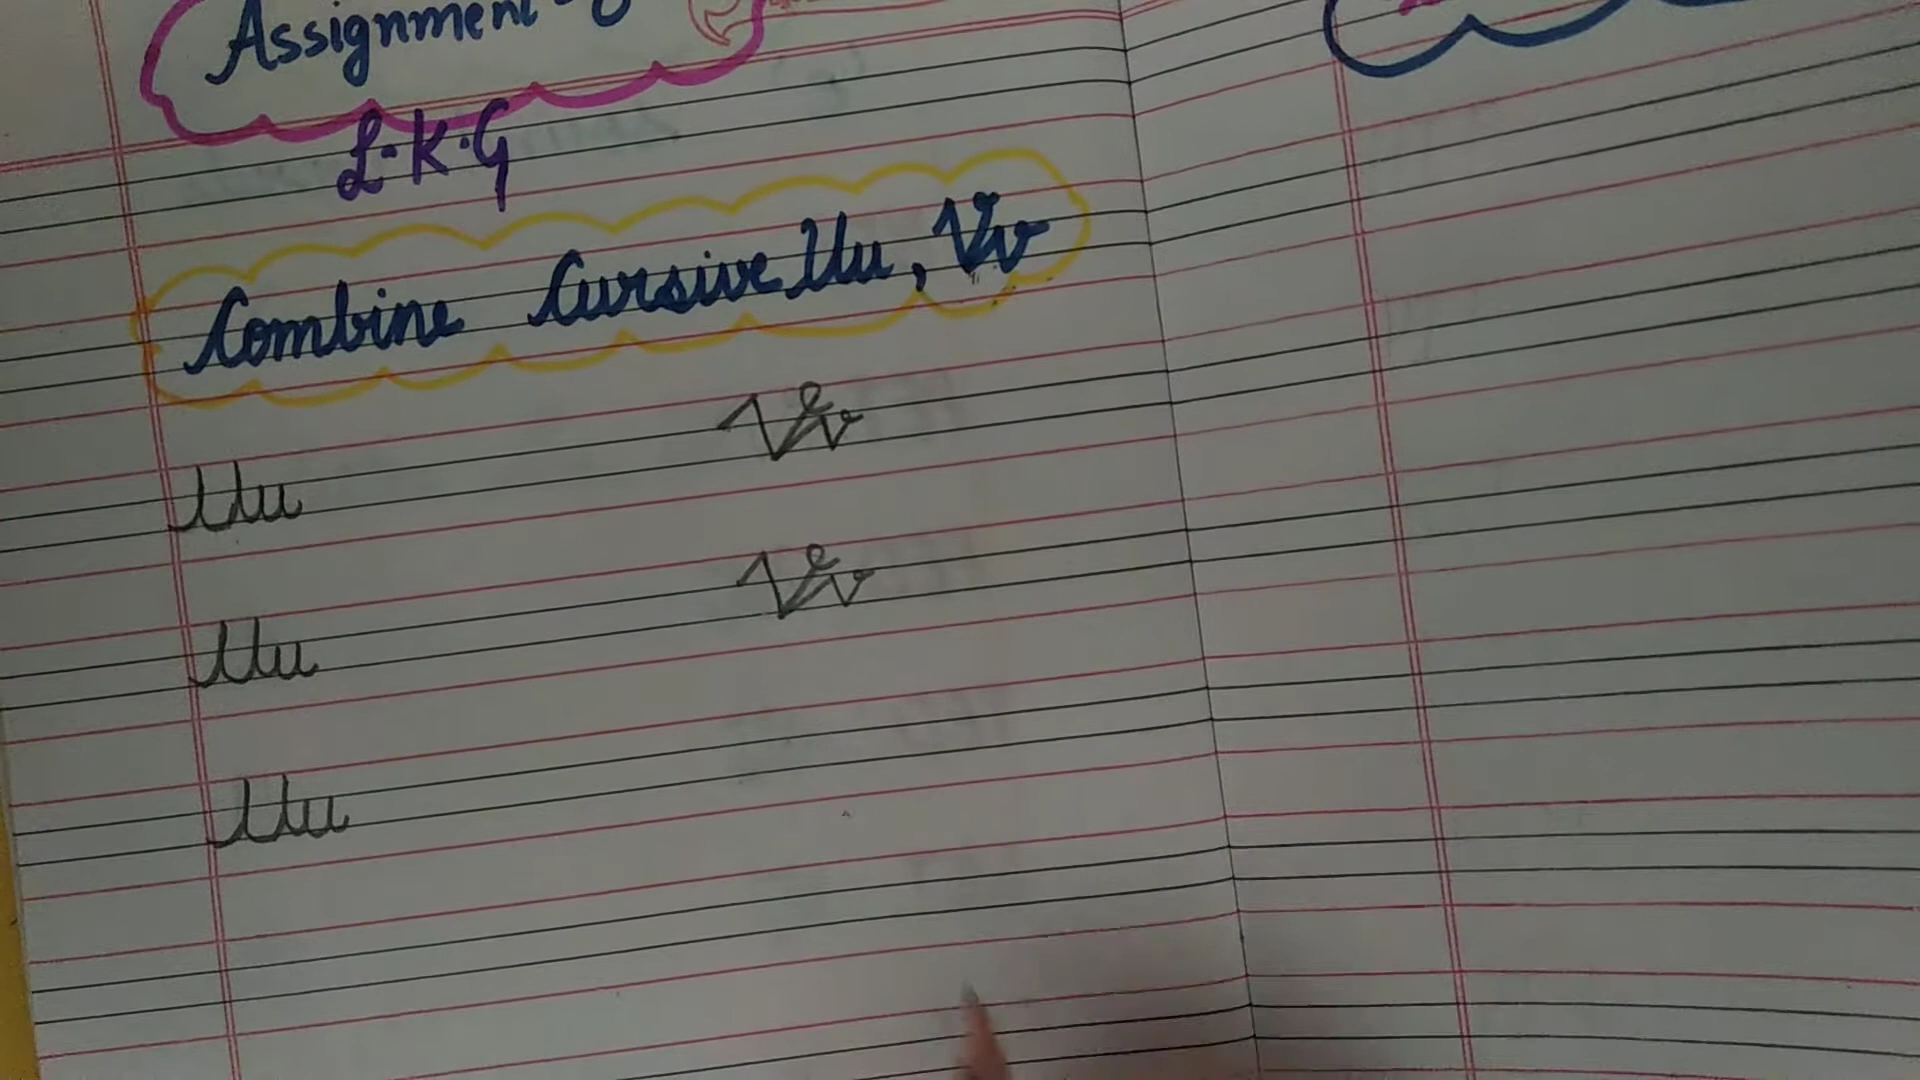 Assignment
L.K.G
Combine Cursive Uu, Vv
Uu Vv
Uu Vv
Uu